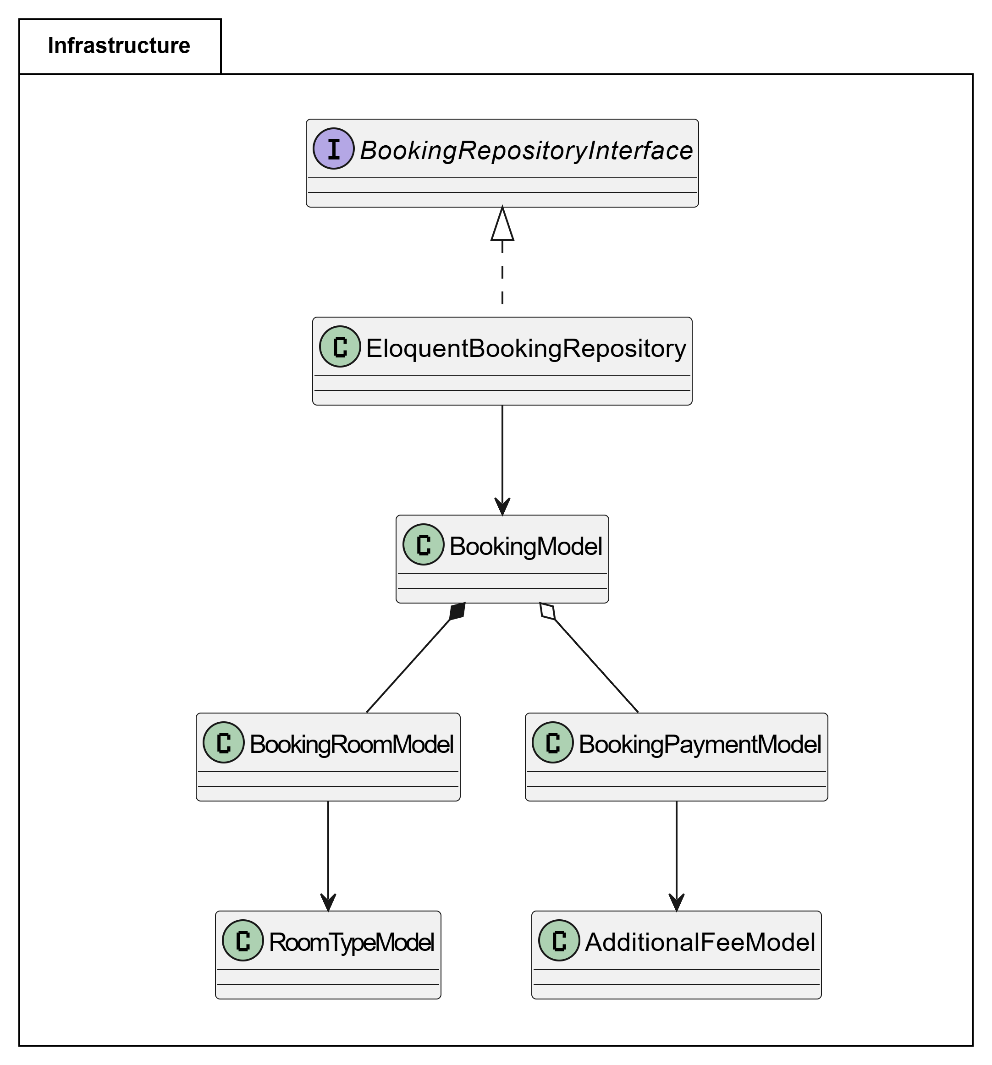 Infrastructure
I BookingRepositoryInterface
C EloquentBookingRepository
C BookingModel
C BookingRoomModel
C BookingPaymentModel
C RoomTypeModel
C AdditionalFeeModel